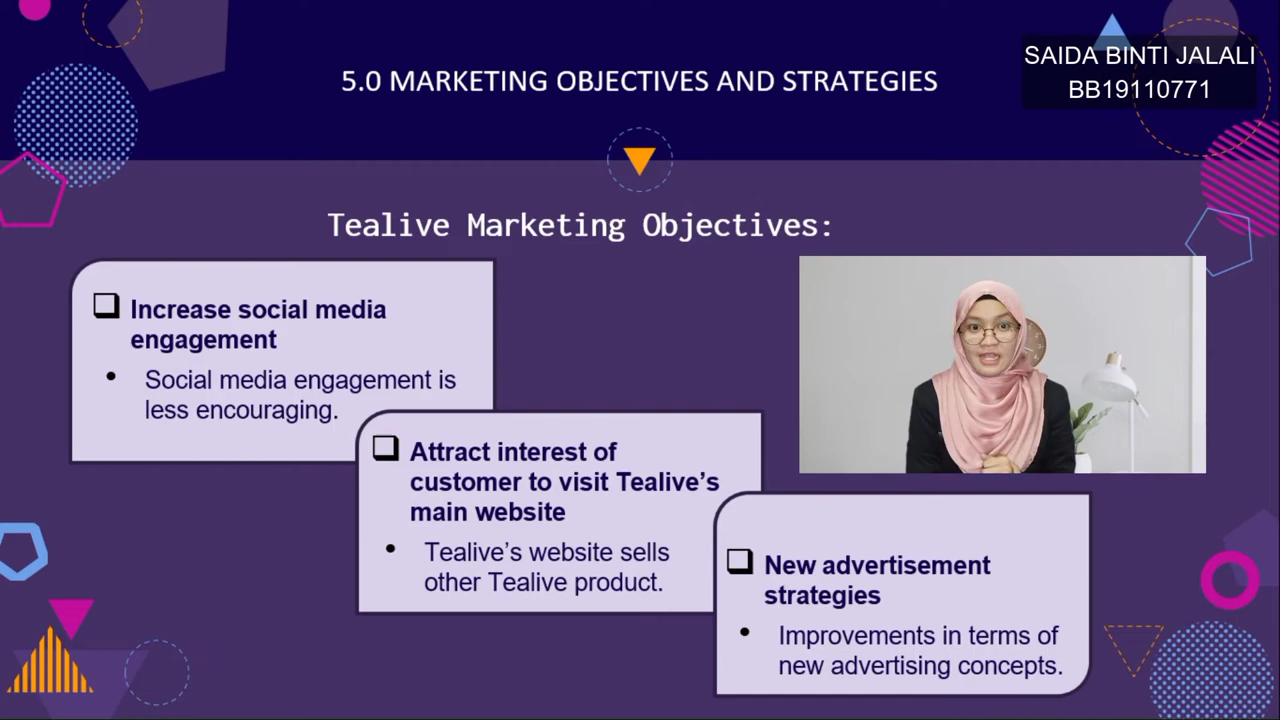 5.0 MARKETING OBJECTIVES AND STRATEGIES
SAIDA BINTI JALALI
BB19110771
Tealive Marketing Objectives:
Increase social media
engagement
• Social media engagement is
less encouraging.
Attract interest of
customer to visit Tealive’s
main website
• Tealive’s website sells
other Tealive product.
New advertisement
strategies
• Improvements in terms of
new advertising concepts.